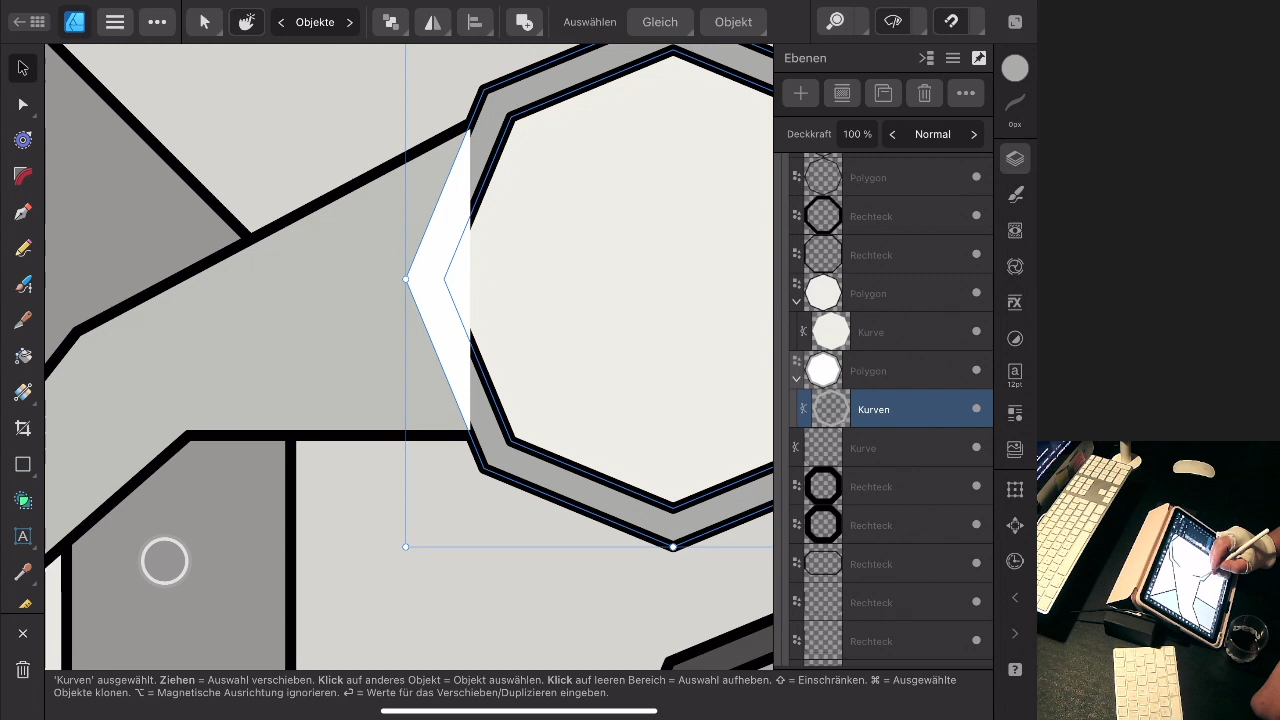 Objekte
Auswählen
Gleich
Objekt
Ebenen
Deckkraft
100 %
Normal
0px
Polygon
Rechteck
Rechteck
Polygon
Kurve
Polygon
Kurven
Kurve
Rechteck
Rechteck
Rechteck
Rechteck
Rechteck
FX
a
12pt
A
?
'Kurven' ausgewählt. Ziehen = Auswahl verschieben. Klick auf anderes Objekt = Objekt auswählen. Klick auf leeren Bereich = Auswahl aufheben. ⇧ = Einschränken. ⌘ = Ausgewählte
Objekte klonen. ⌥ = Magnetische Ausrichtung ignorieren. ⏎ = Werte für das Verschieben/Duplizieren eingeben.